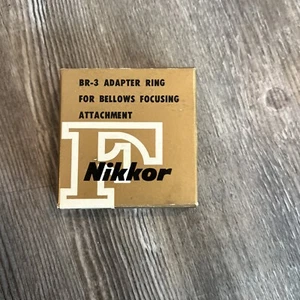 BR-3 ADAPTER RING
FOR BELLOWS FOCUSING
ATTACHMENT
F
Nikkor